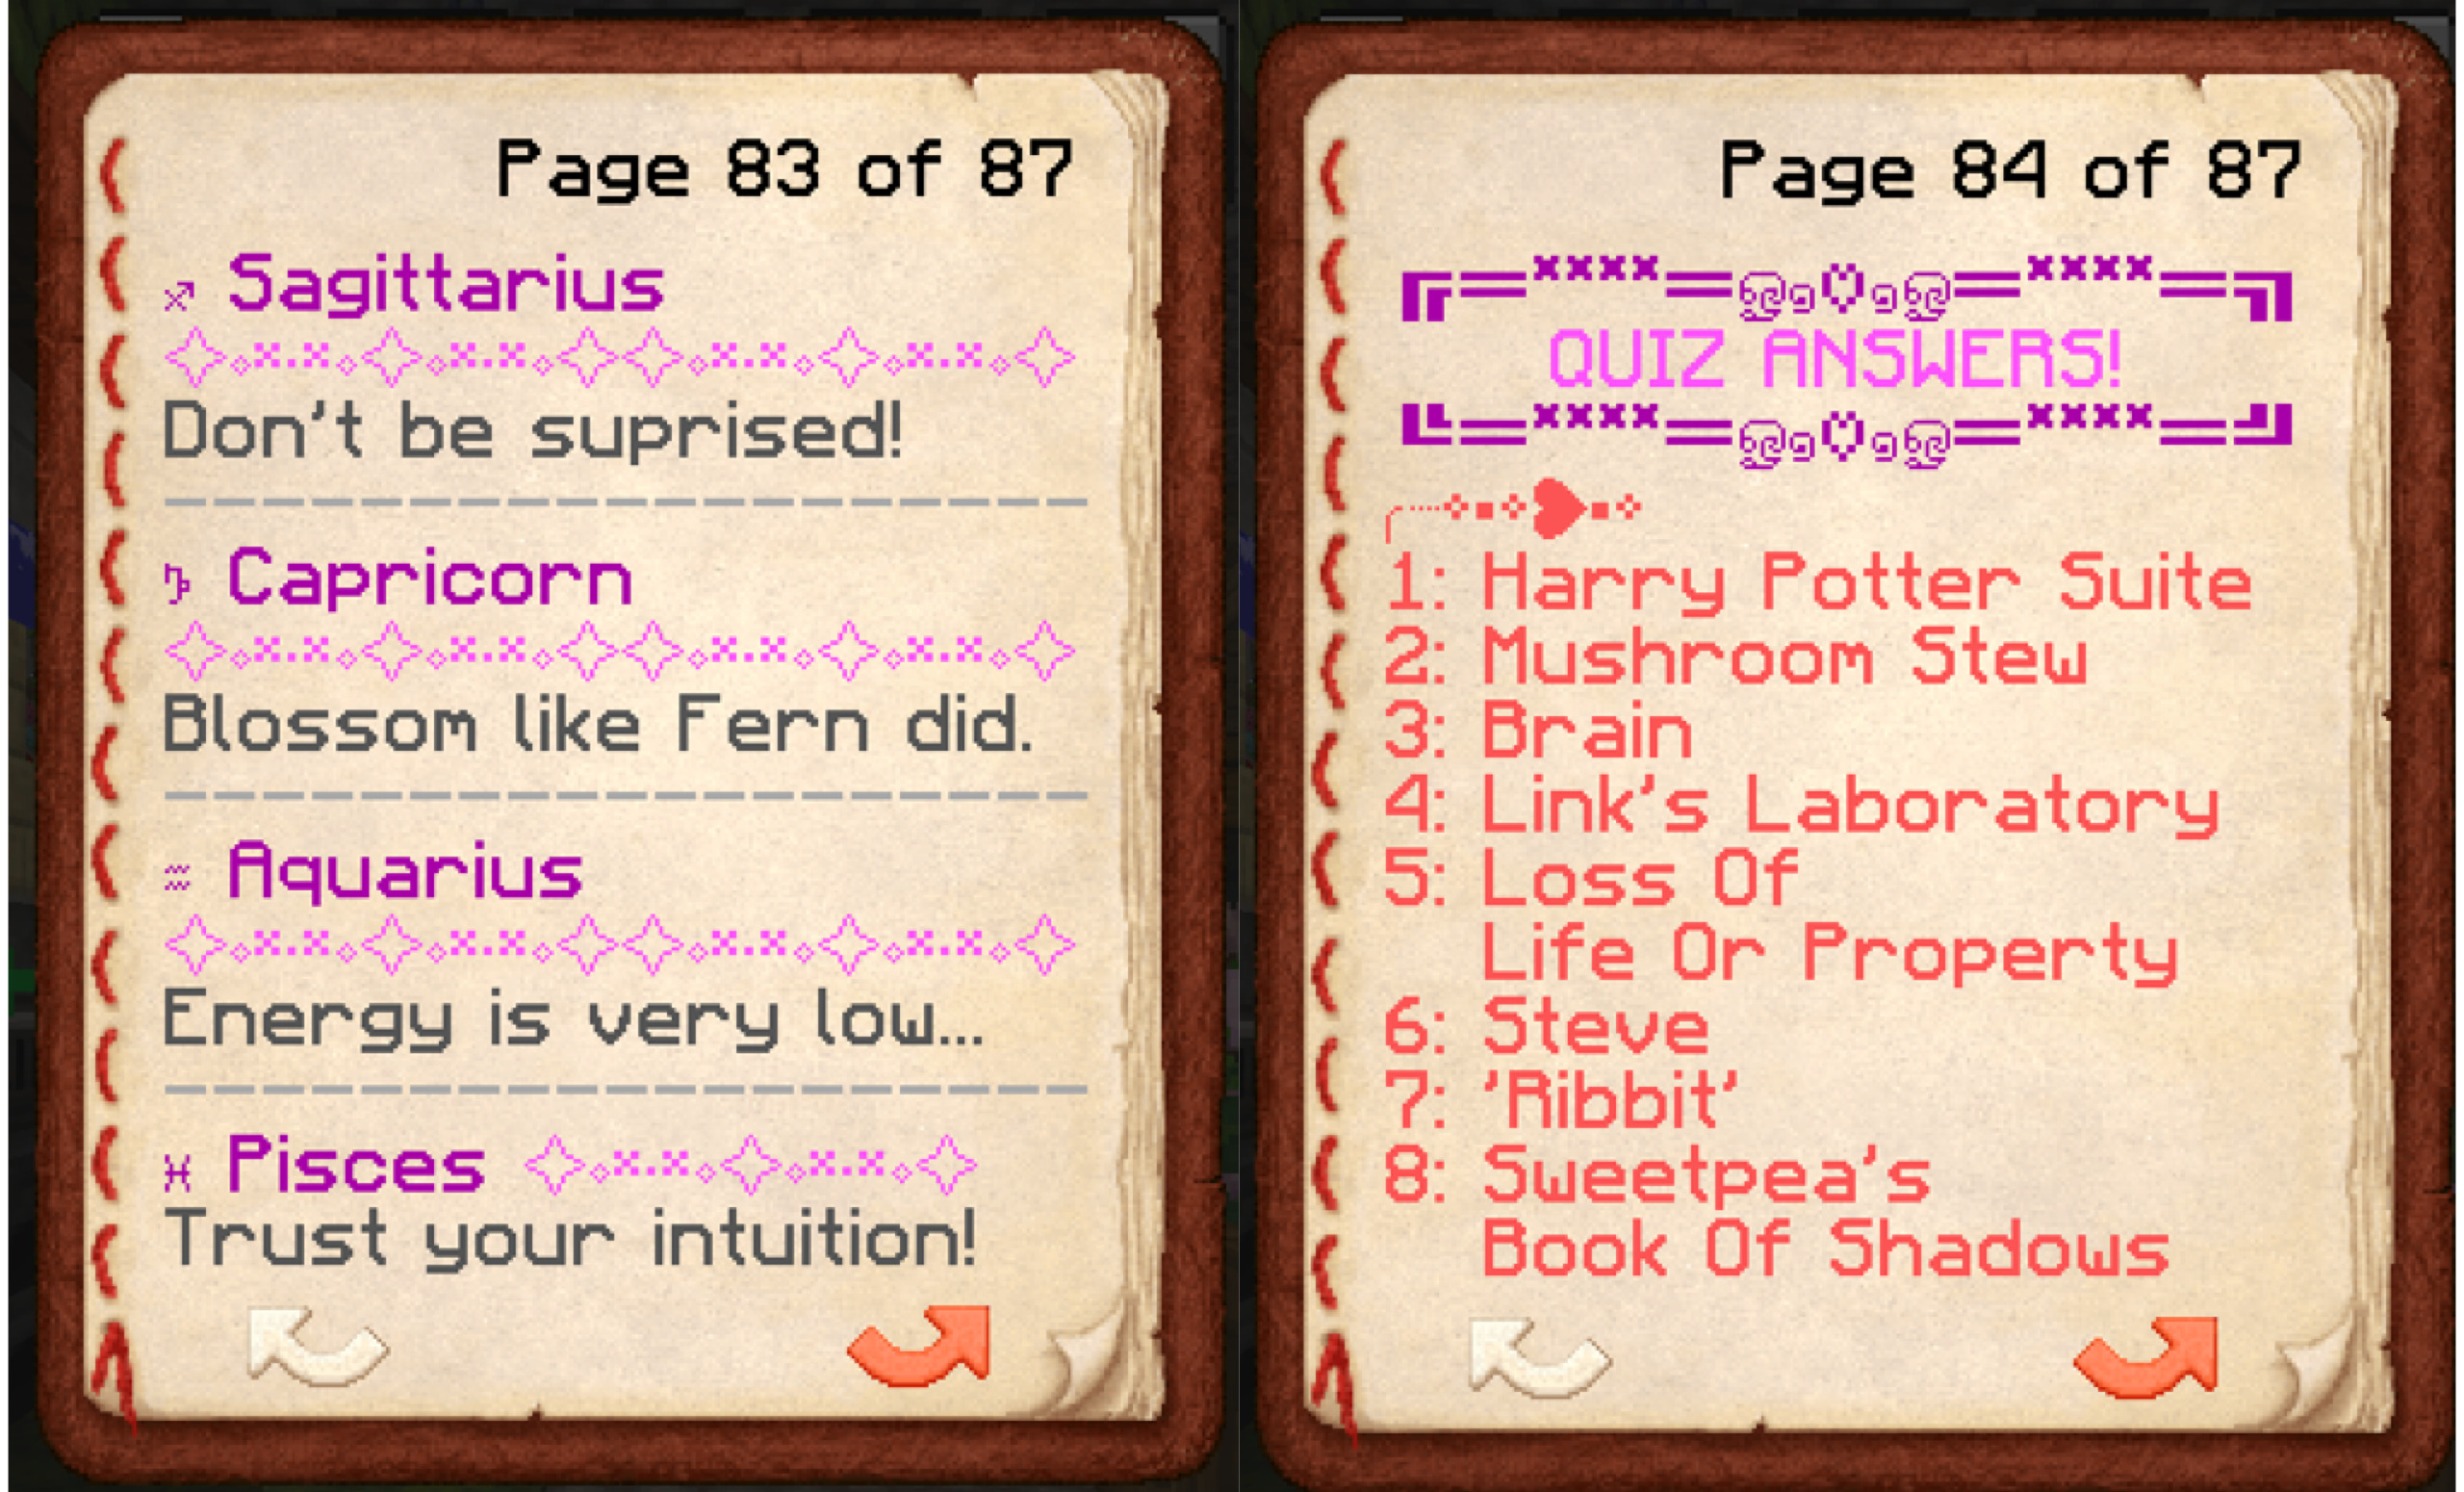 Page 83 of 87
♐ Sagittarius
Don't be suprised!
♑ Capricorn
Blossom like Fern did.
♒ Aquarius
Energy is very low...
♓ Pisces
Trust your intuition!
Page 84 of 87
QUIZ ANSWERS!
1: Harry Potter Suite
2: Mushroom Stew
3: Brain
4: Link's Laboratory
5: Loss Of
Life Or Property
6: Steve
7: 'Ribbit'
8: Sweetpea's
Book Of Shadows